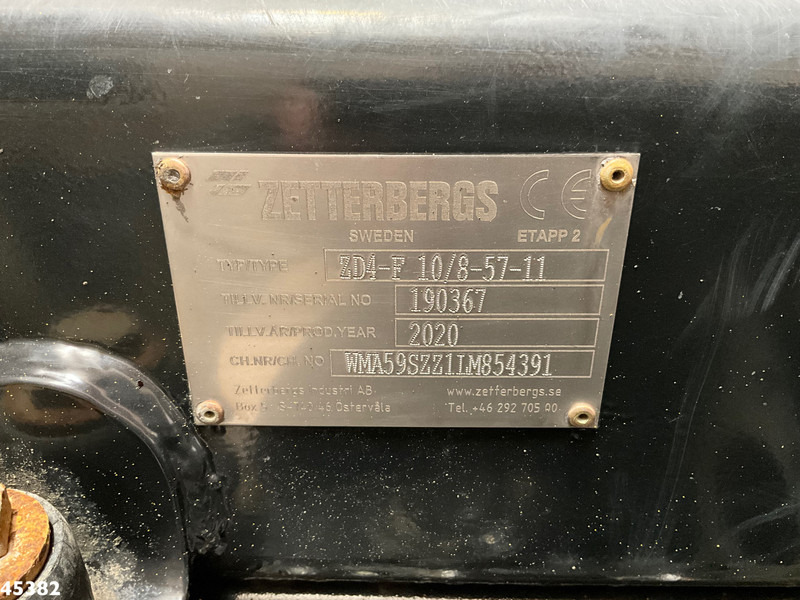 ZETTERBERGS CE
SWEDEN ETAPP 2
TYP/TYPE ZD4-F 10/8-57-11
TILLV.NR/SERIAL NO 190367
TILLV.ÅR/PROD.YEAR 2020
CH.NR/CH. NO WMA59SZZ1LM854391
Zetterbergs Industri AB www.zetterbergs.se
Box S-740 46 Östervåla Tel. +46 292 705 00
45382